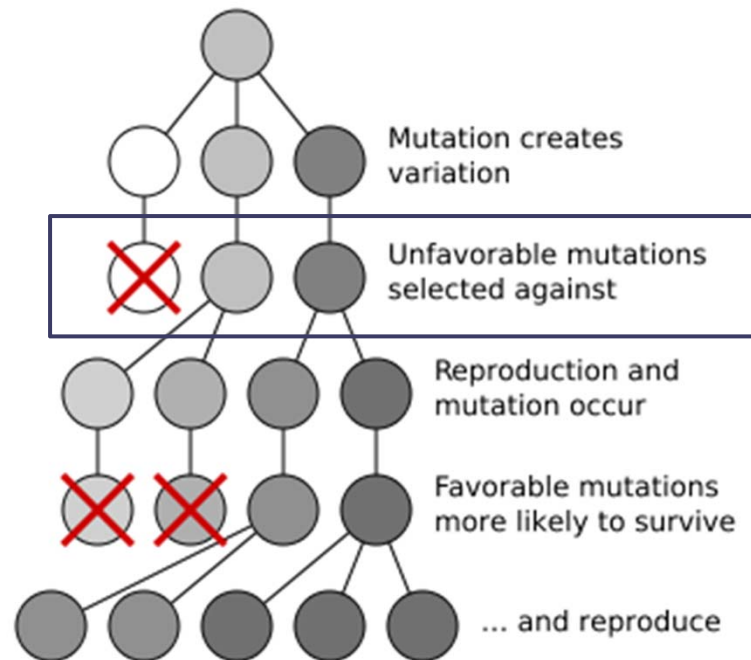 Mutation creates
variation
Unfavorable mutations
selected against
Reproduction and
mutation occur
Favorable mutations
more likely to survive
... and reproduce